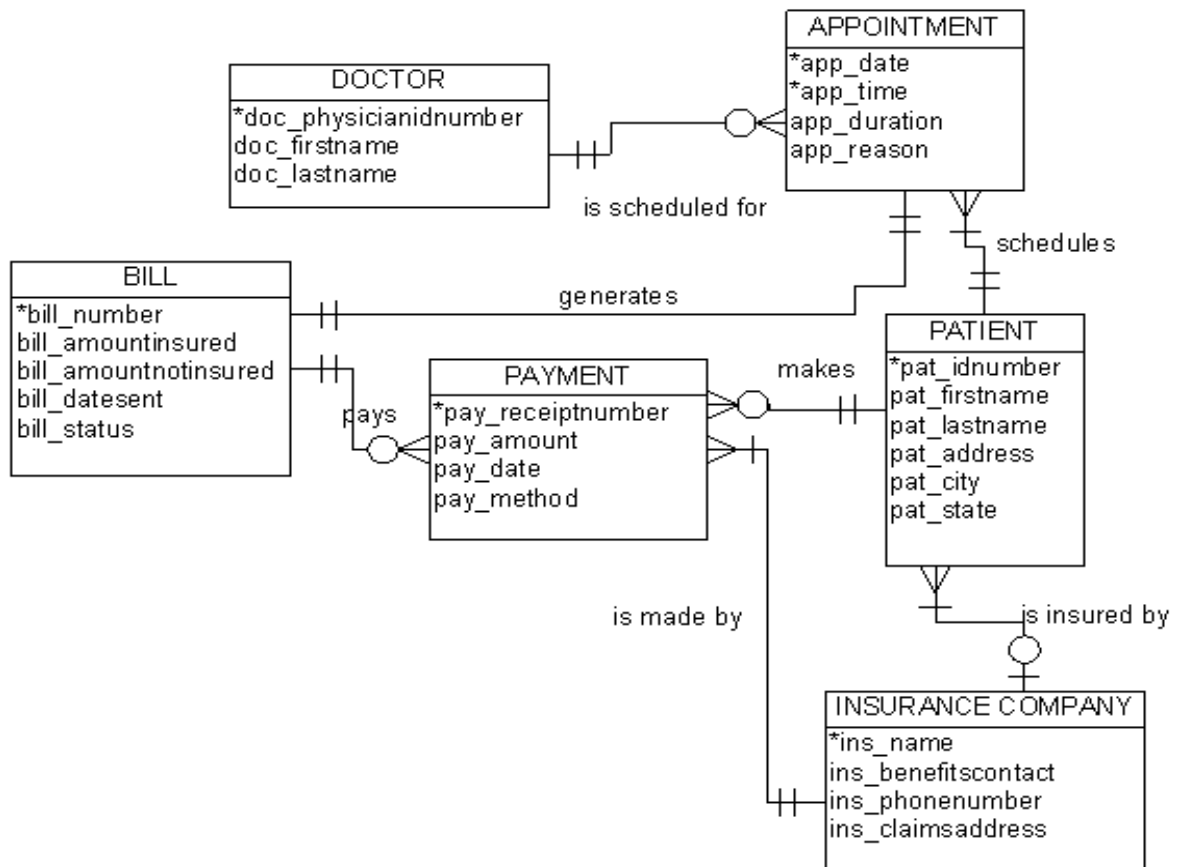 APPOINTMENT
*app_date
*app_time
app_duration
app_reason
DOCTOR
*doc_physicianidnumber
doc_firstname
doc_lastname
is scheduled for
schedules
BILL
*bill_number
bill_amountinsured
bill_amountnotinsured
bill_datesent
bill_status
generates
PATIENT
*pat_idnumber
pat_firstname
pat_lastname
pat_address
pat_city
pat_state
makes
PAYMENT
*pay_receiptnumber
pay_amount
pay_date
pay_method
pays
is made by
is insured by
INSURANCE COMPANY
*ins_name
ins_benefitscontact
ins_phonenumber
ins_claimsaddress